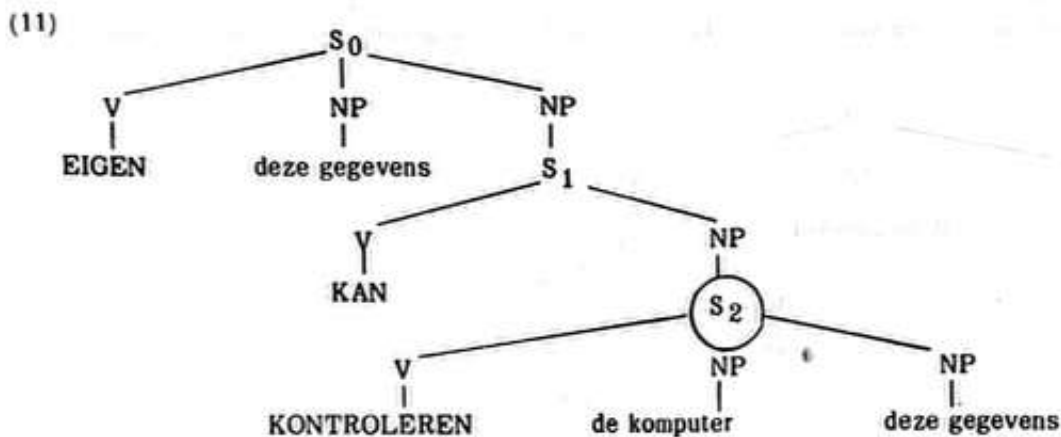 (11)
S0
V NP NP
EIGEN deze gegevens S1
V NP
KAN S2
V NP NP
KONTROLEREN de komputer deze gegevens